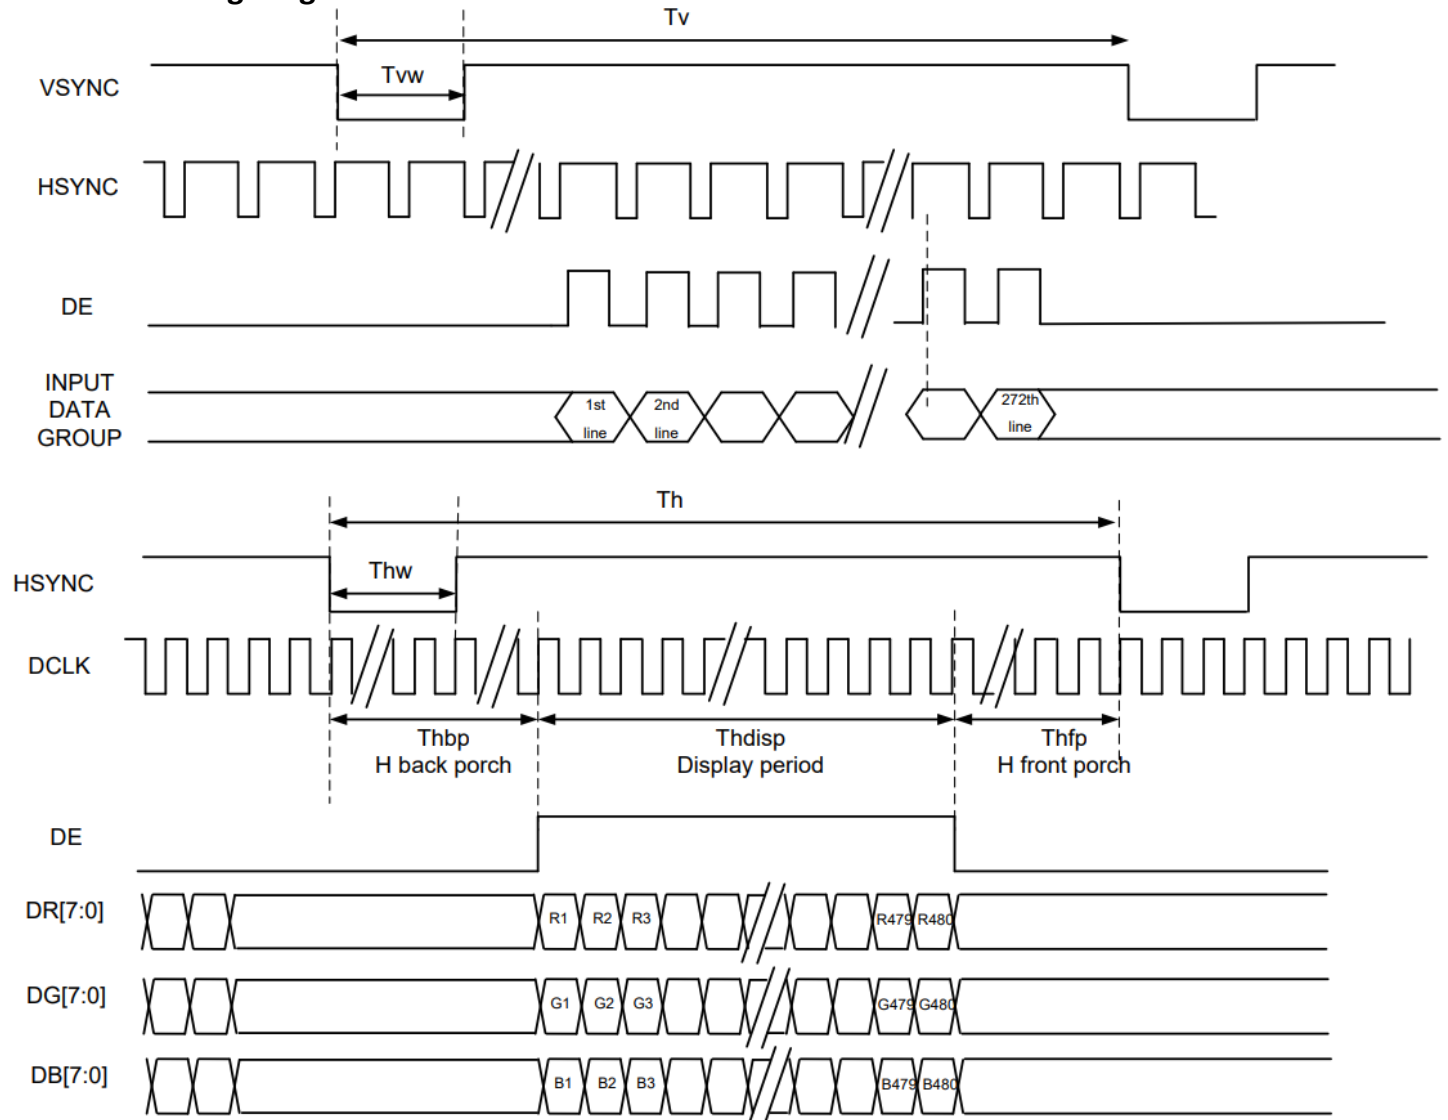 Tv
Tvw
VSYNC
HSYNC
DE
INPUT
DATA
GROUP
1st
line
2nd
line
272th
line
Th
Thw
HSYNC
DCLK
Thbp
H back porch
Thdisp
Display period
Thfp
H front porch
DE
DR[7:0]
R1 R2 R3 R479 R480
DG[7:0]
G1 G2 G3 G479 G480
DB[7:0]
B1 B2 B3 B479 B480